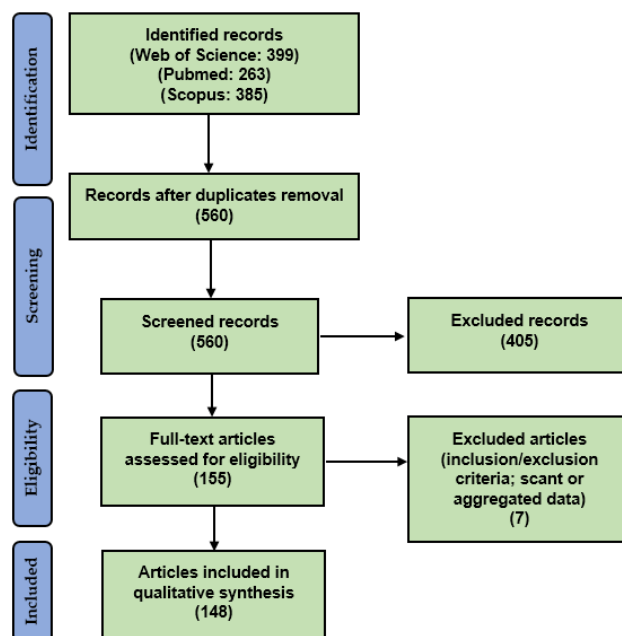 Identification
Identified records
(Web of Science: 399)
(Pubmed: 263)
(Scopus: 385)
Records after duplicates removal
(560)
Screening
Screened records
(560)
Excluded records
(405)
Eligibility
Full-text articles
assessed for eligibility
(155)
Excluded articles
(inclusion/exclusion
criteria; scant or
aggregated data)
(7)
Included
Articles included in
qualitative synthesis
(148)